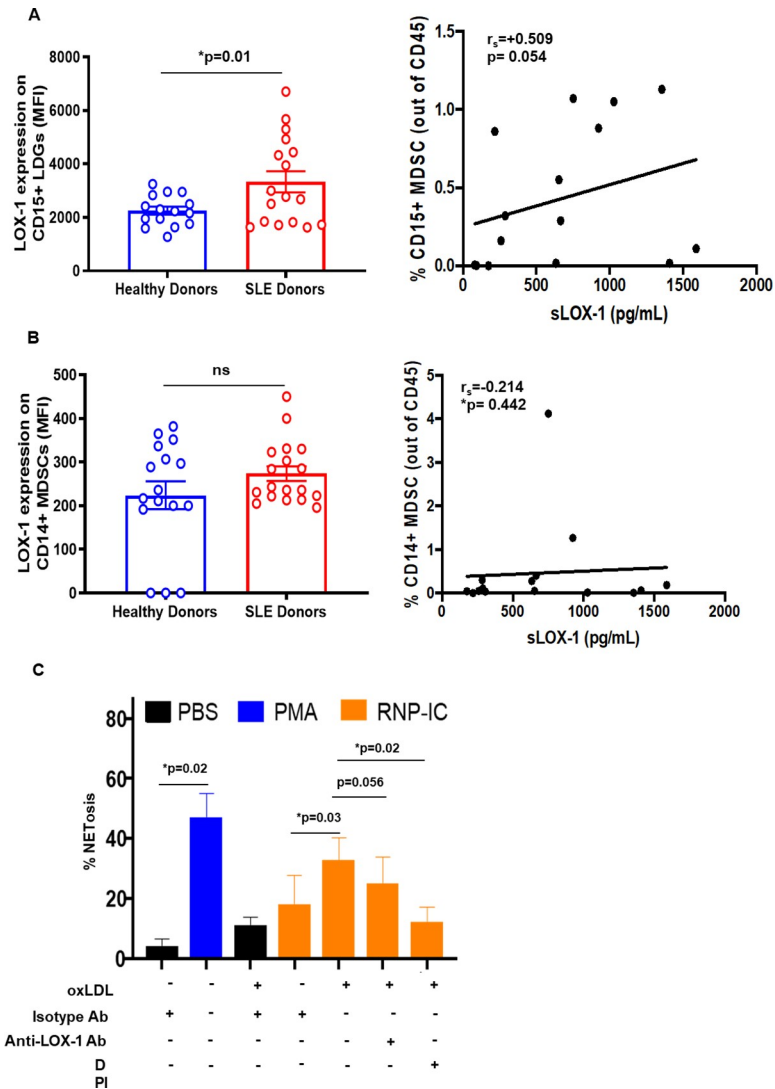 A
LOX-1 expression on
CD15+ LDGs (MFI)
8000
6000
4000
2000
0
*p=0.01
Healthy Donors
SLE Donors
% CD15+ MDSC (out of CD45)
1.5
1.0
0.5
0.0
rs=+0.509
p= 0.054
0
500
1000
1500
2000
sLOX-1 (pg/mL)
B
LOX-1 expression on
CD14+ MDSCs (MFI)
500
400
300
200
100
0
ns
Healthy Donors
SLE Donors
% CD14+ MDSC (out of CD45)
5
4
3
2
1
0
rs=-0.214
*p= 0.442
0
500
1000
1500
2000
sLOX-1 (pg/mL)
C
PBS PMA RNP-IC
% NETosis
80
60
40
20
0
*p=0.02
*p=0.03
p=0.056
*p=0.02
oxLDL - - + - + + +
Isotype Ab + - + + - - -
Anti-LOX-1 Ab - - - - - + -
D - - - - - - +
PI